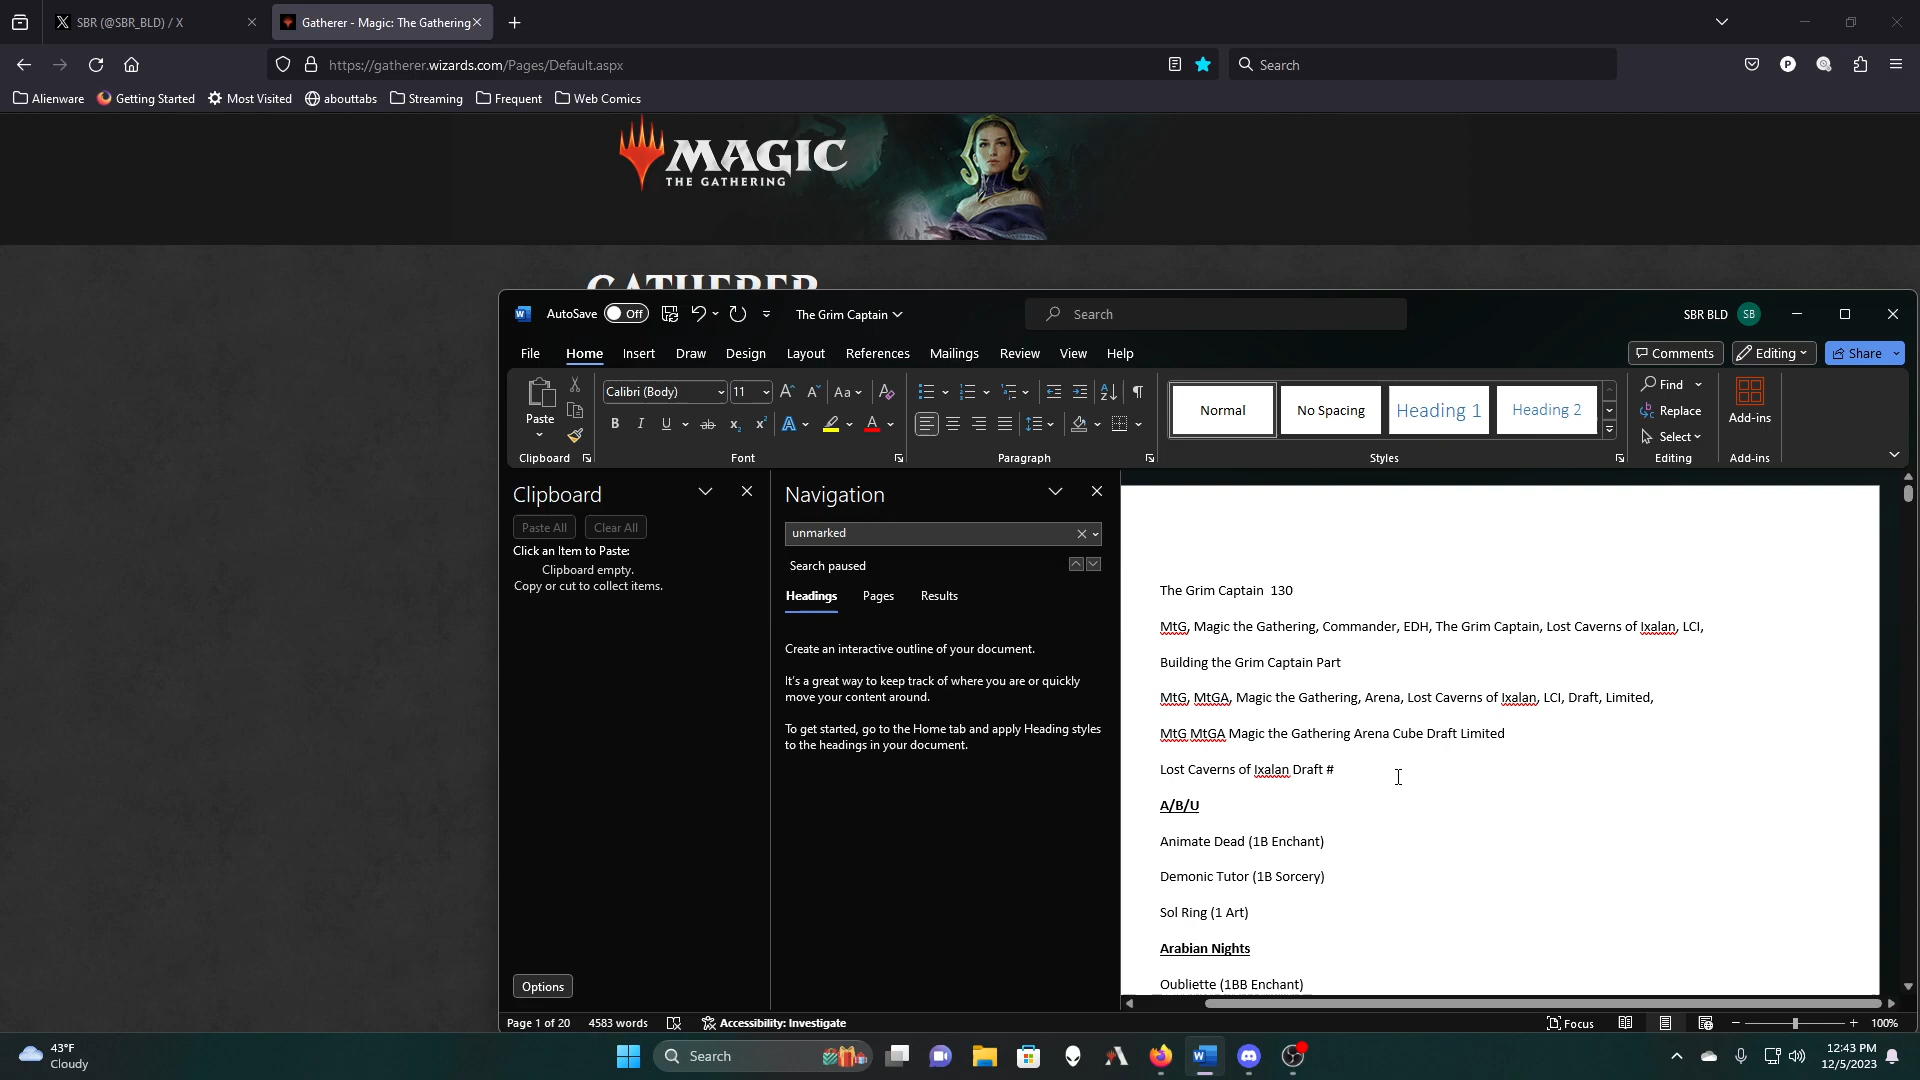 SBR (@SBR_BLD) / X
Gatherer - Magic: The Gathering
https://gatherer.wizards.com/Pages/Default.aspx
Search
P
Alienware
Getting Started
Most Visited
abouttabs
Streaming
Frequent
Web Comics
MAGIC
THE GATHERING
GATHERER
AutoSave
Off
The Grim Captain
Search
SBR BLD
SB
File
Home
Insert
Draw
Design
Layout
References
Mailings
Review
View
Help
Comments
Editing
Share
Paste
Calibri (Body)
11
Normal
No Spacing
Heading 1
Heading 2
Find
Replace
Select
Add-ins
Clipboard
Font
Paragraph
Styles
Editing
Add-ins
Clipboard
Paste All
Clear All
Click an Item to Paste:
Clipboard empty.
Copy or cut to collect items.
Options
Navigation
unmarked
Search paused
Headings
Pages
Results
Create an interactive outline of your document.
It's a great way to keep track of where you are or quickly
move your content around.
To get started, go to the Home tab and apply Heading styles
to the headings in your document.
The Grim Captain  130
MtG, Magic the Gathering, Commander, EDH, The Grim Captain, Lost Caverns of Ixalan, LCI,
Building the Grim Captain Part
MtG, MtGA, Magic the Gathering, Arena, Lost Caverns of Ixalan, LCI, Draft, Limited,
MtG MtGA Magic the Gathering Arena Cube Draft Limited
Lost Caverns of Ixalan Draft #
A/B/U
Animate Dead (1B Enchant)
Demonic Tutor (1B Sorcery)
Sol Ring (1 Art)
Arabian Nights
Oubliette (1BB Enchant)
Page 1 of 20
4583 words
Accessibility: Investigate
Focus
100%
43°F
Cloudy
Search
12:43 PM
12/5/2023